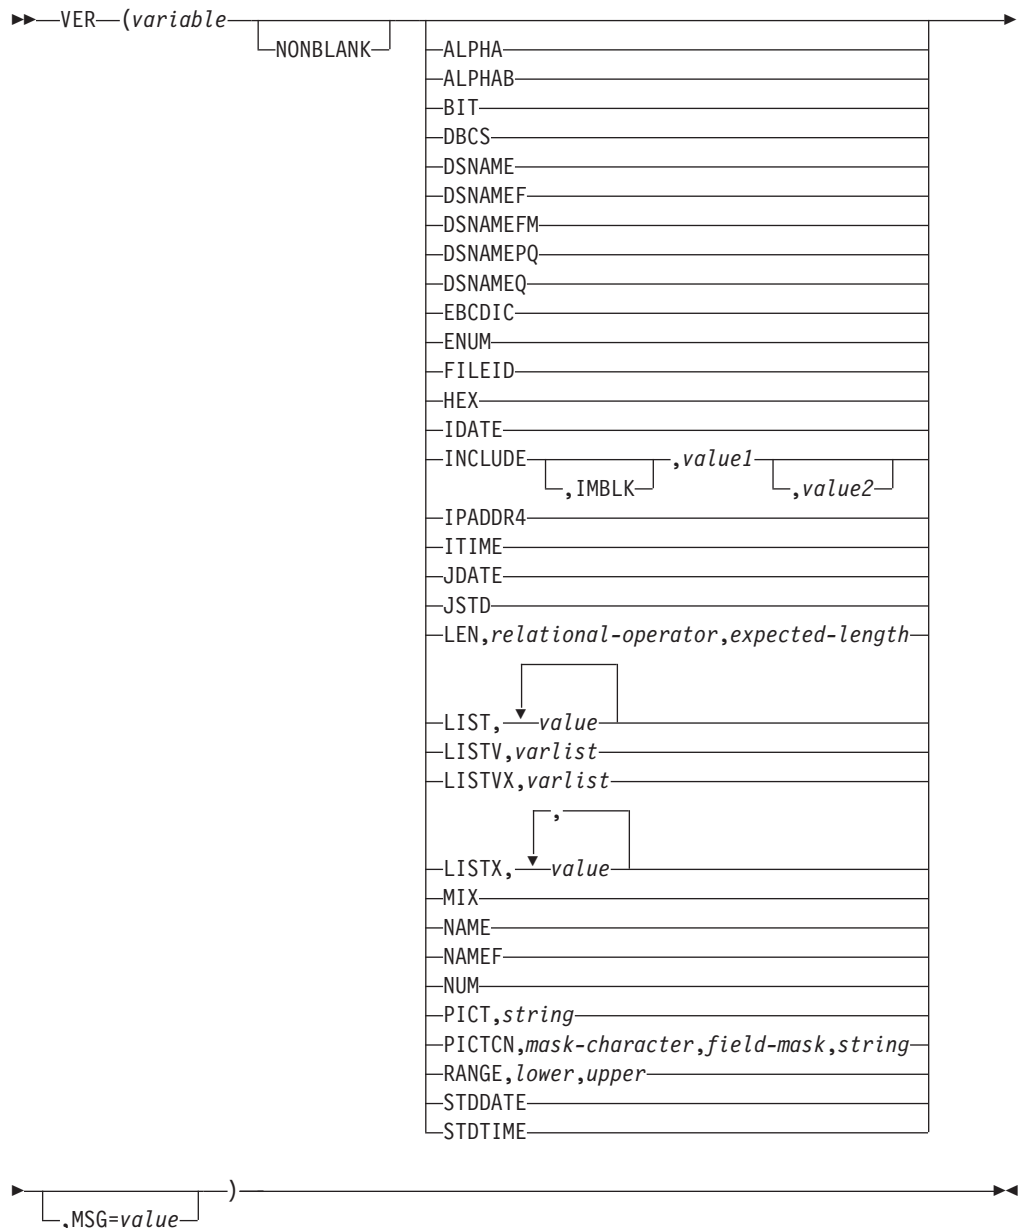 VER (variable
NONBLANK
ALPHA
ALPHAB
BIT
DBCS
DSNAME
DSNAMEF
DSNAMEFM
DSNAMEPQ
DSNAMEQ
EBCDIC
ENUM
FILEID
HEX
IDATE
INCLUDE ,value1
,IMBLK ,value2
IPADDR4
ITIME
JDATE
JSTD
LEN,relational-operator,expected-length
LIST, value
LISTV,varlist
LISTVX,varlist
,
LISTX, value
MIX
NAME
NAMEF
NUM
PICT,string
PICTCN,mask-character,field-mask,string
RANGE,lower,upper
STDDATE
STDTIME
)
,MSG=value